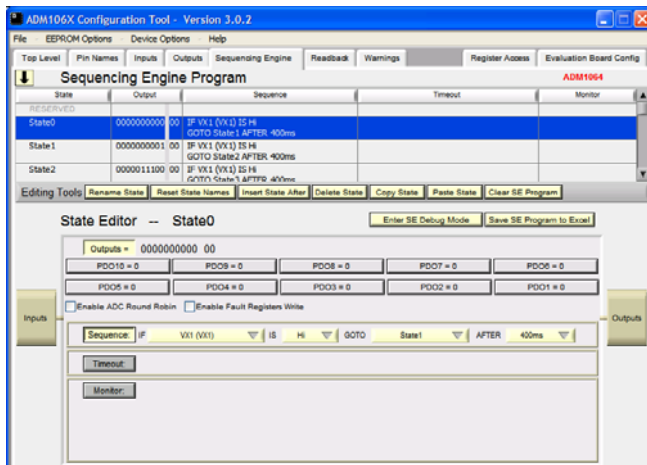 ADM106X Configuration Tool - Version 3.0.2
File EEPROM Options Device Options Help
Top Level Pin Names Inputs Outputs Sequencing Engine Readback Warnings Register Access Evaluation Board Config
Sequencing Engine Program ADM1064
State Output Sequence Timeout Monitor
RESERVED
State0 0000000000 00 IF VX1 (VX1) IS Hi
GOTO State1 AFTER 400ms
State1 0000000001 00 IF VX1 (VX1) IS Hi
GOTO State2 AFTER 400ms
State2 0000011100 00 IF VX1 (VX1) IS Hi
GOTO State3 AFTER 400ms
Editing Tools Rename State Reset State Names Insert State After Delete State Copy State Paste State Clear SE Program
State Editor -- State0 Enter SE Debug Mode Save SE Program to Excel
Outputs = 0000000000 00
PDO10 = 0 PDO9 = 0 PDO8 = 0 PDO7 = 0 PDO6 = 0
PDO5 = 0 PDO4 = 0 PDO3 = 0 PDO2 = 0 PDO1 = 0
Enable ADC Round Robin Enable Fault Registers Write
Inputs Outputs
Sequence: IF VX1 (VX1) IS Hi GOTO State1 AFTER 400ms
Timeout:
Monitor: